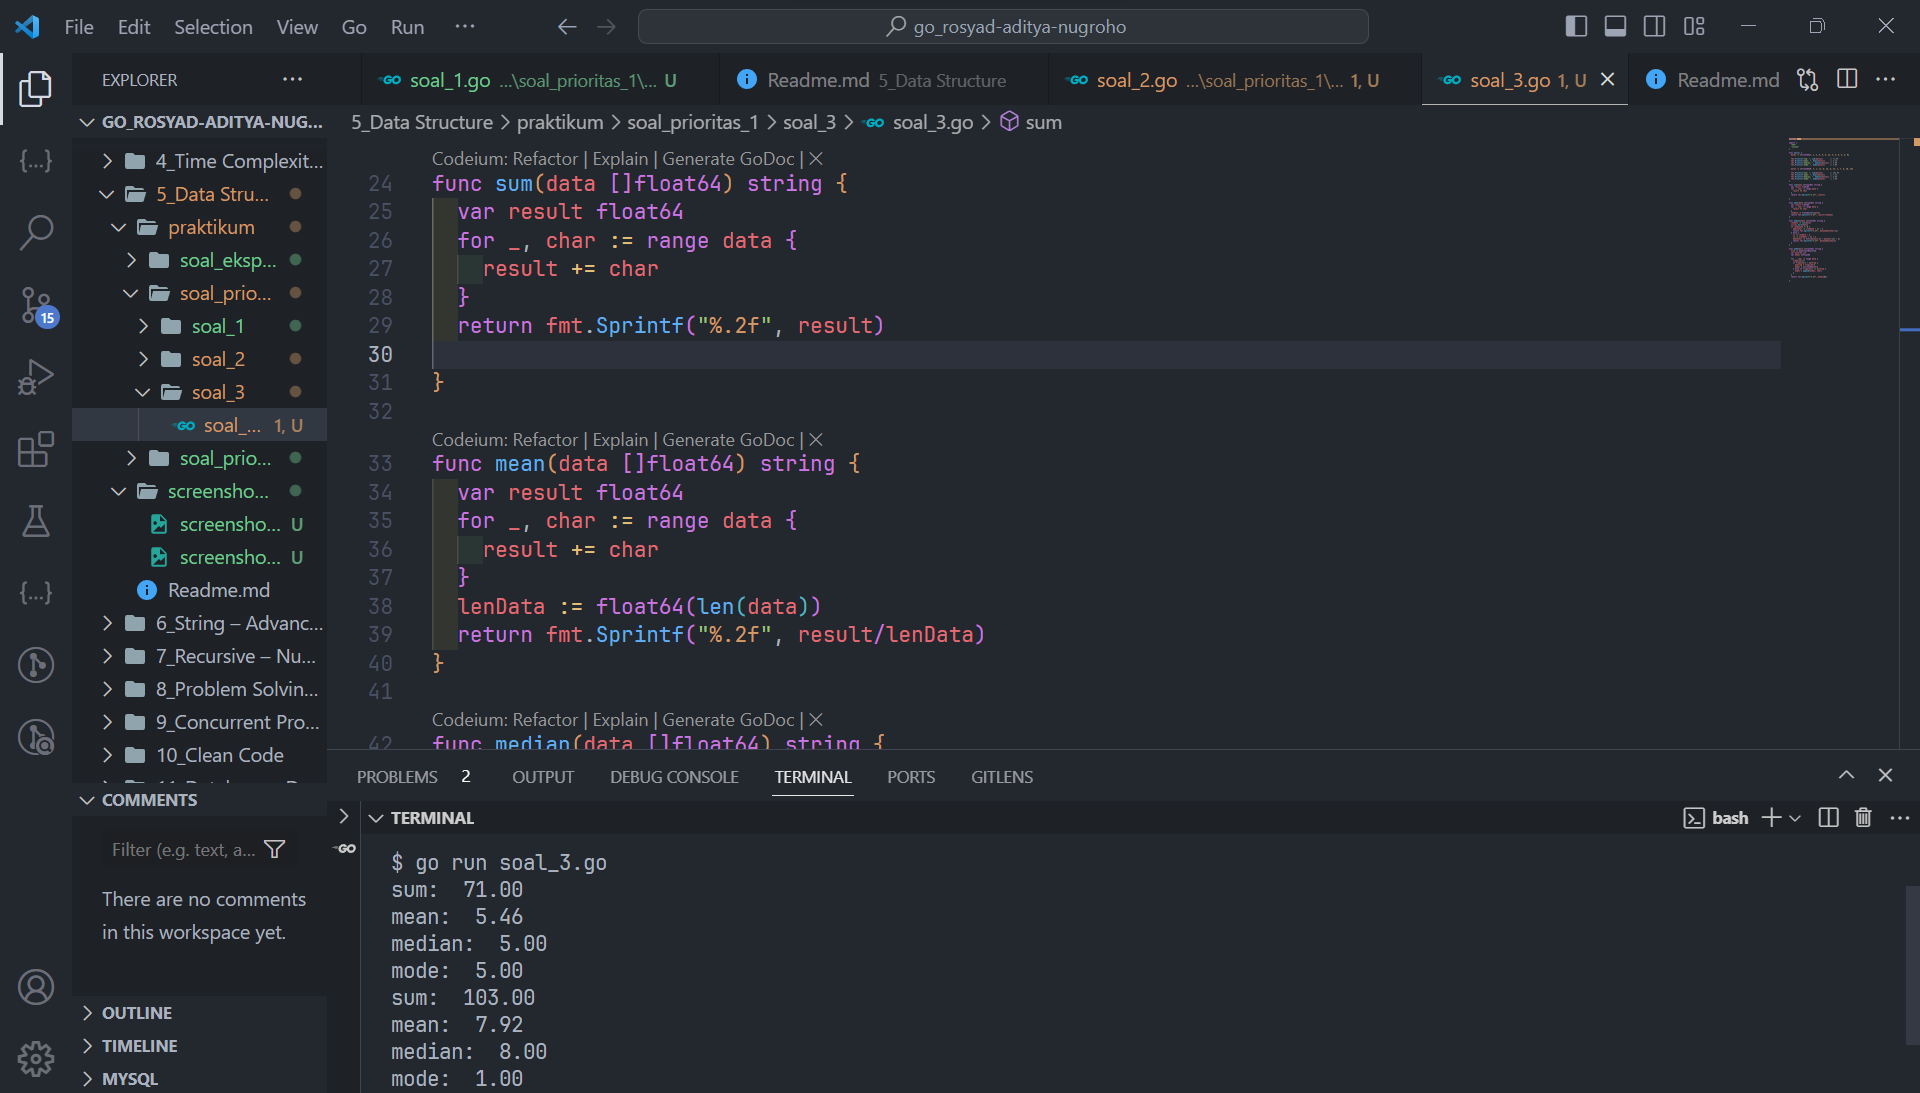 File Edit Selection View Go Run ···
go_rosyad-aditya-nugroho
EXPLORER ···
soal_1.go ...\soal_prioritas_1\... U
Readme.md 5_Data Structure
soal_2.go ...\soal_prioritas_1\... 1, U
soal_3.go 1, U
Readme.md
GO_ROSYAD-ADITYA-NUG...
4_Time Complexit...
5_Data Stru...
praktikum
soal_eksp...
soal_prio...
soal_1
soal_2
soal_3
soal_... 1, U
soal_prio...
screensho...
screensho... U
screensho... U
Readme.md
6_String – Advanc...
7_Recursive – Nu...
8_Problem Solvin...
9_Concurrent Pro...
10_Clean Code
15
COMMENTS
Filter (e.g. text, a...
There are no comments
in this workspace yet.
OUTLINE
TIMELINE
MYSQL
5_Data Structure > praktikum > soal_prioritas_1 > soal_3 > soal_3.go > sum
Codeium: Refactor | Explain | Generate GoDoc | X
24 func sum(data []float64) string {
25 var result float64
26 for _, char := range data {
27 result += char
28 }
29 return fmt.Sprintf("%.2f", result)
30
31 }
32
Codeium: Refactor | Explain | Generate GoDoc | X
33 func mean(data []float64) string {
34 var result float64
35 for _, char := range data {
36 result += char
37 }
38 lenData := float64(len(data))
39 return fmt.Sprintf("%.2f", result/lenData)
40 }
41
Codeium: Refactor | Explain | Generate GoDoc | X
42 func median(data []float64) string {
PROBLEMS 2 OUTPUT DEBUG CONSOLE TERMINAL PORTS GITLENS
TERMINAL
bash
$ go run soal_3.go
sum:  71.00
mean:  5.46
median:  5.00
mode:  5.00
sum:  103.00
mean:  7.92
median:  8.00
mode:  1.00